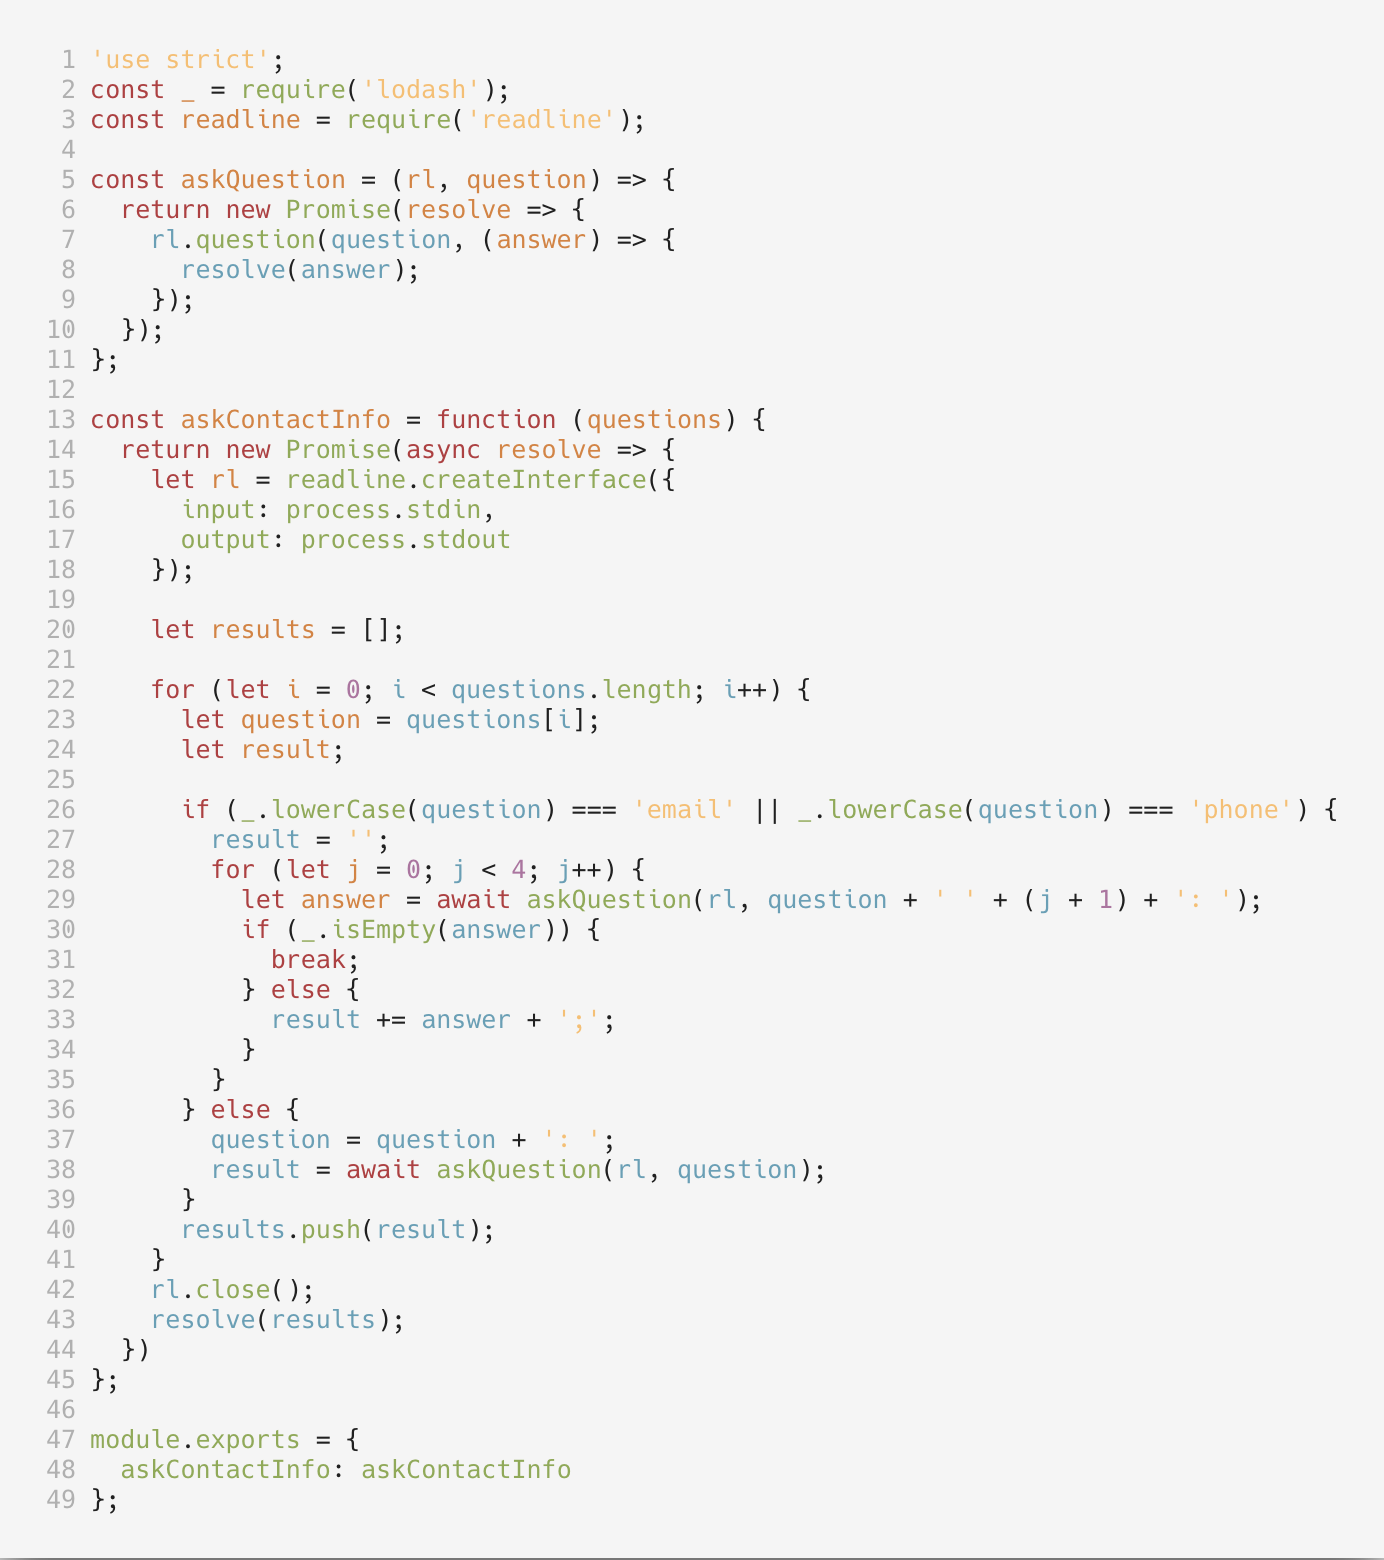 1 'use strict';
2 const _ = require('lodash');
3 const readline = require('readline');
4
5 const askQuestion = (rl, question) => {
6   return new Promise(resolve => {
7     rl.question(question, (answer) => {
8       resolve(answer);
9     });
10   });
11 };
12
13 const askContactInfo = function (questions) {
14   return new Promise(async resolve => {
15     let rl = readline.createInterface({
16       input: process.stdin,
17       output: process.stdout
18     });
19
20     let results = [];
21
22     for (let i = 0; i < questions.length; i++) {
23       let question = questions[i];
24       let result;
25
26       if (_.lowerCase(question) === 'email' || _.lowerCase(question) === 'phone') {
27         result = '';
28         for (let j = 0; j < 4; j++) {
29           let answer = await askQuestion(rl, question + ' ' + (j + 1) + ': ');
30           if (_.isEmpty(answer)) {
31             break;
32           } else {
33             result += answer + ';';
34           }
35         }
36       } else {
37         question = question + ': ';
38         result = await askQuestion(rl, question);
39       }
40       results.push(result);
41     }
42     rl.close();
43     resolve(results);
44   })
45 };
46
47 module.exports = {
48   askContactInfo: askContactInfo
49 };